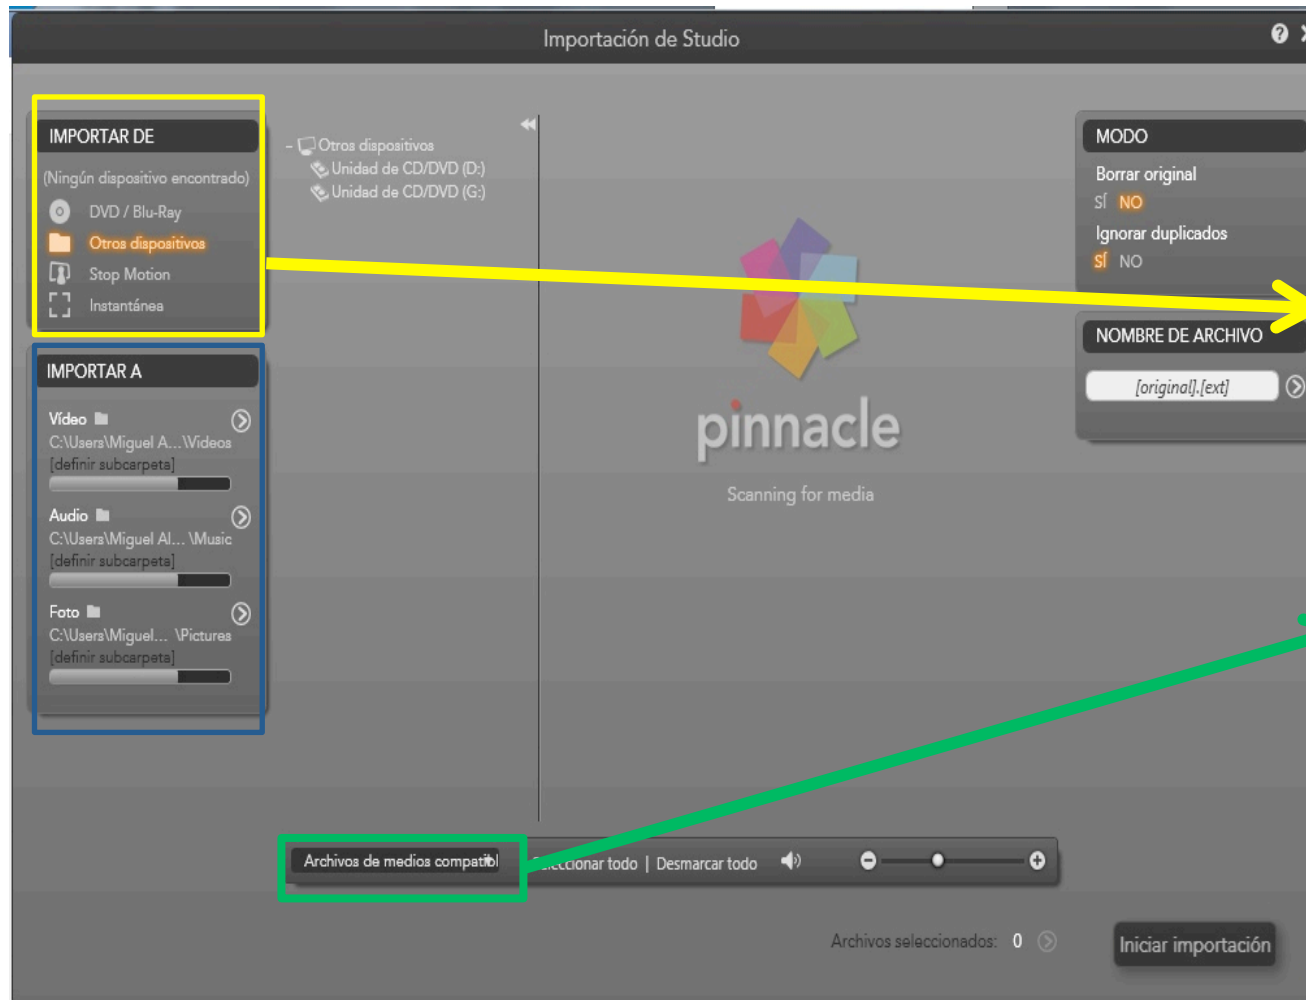 Importación de Studio
IMPORTAR DE
(Ningún dispositivo encontrado)
DVD / Blu-Ray
Otros dispositivos
Stop Motion
Instantánea
IMPORTAR A
Vídeo
C:\Users\Miguel A...\Videos
[definir subcarpeta]
Audio
C:\Users\Miguel Al... \Music
[definir subcarpeta]
Foto
C:\Users\Miguel... \Pictures
[definir subcarpeta]
- Otros dispositivos
Unidad de CD/DVD (D:)
Unidad de CD/DVD (G:)
pinnacle
Scanning for media
MODO
Borrar original
SÍ NO
Ignorar duplicados
SÍ NO
NOMBRE DE ARCHIVO
[original].[ext]
Archivos de medios compatibl
Seleccionar todo | Desmarcar todo
Archivos seleccionados: 0
Iniciar importación